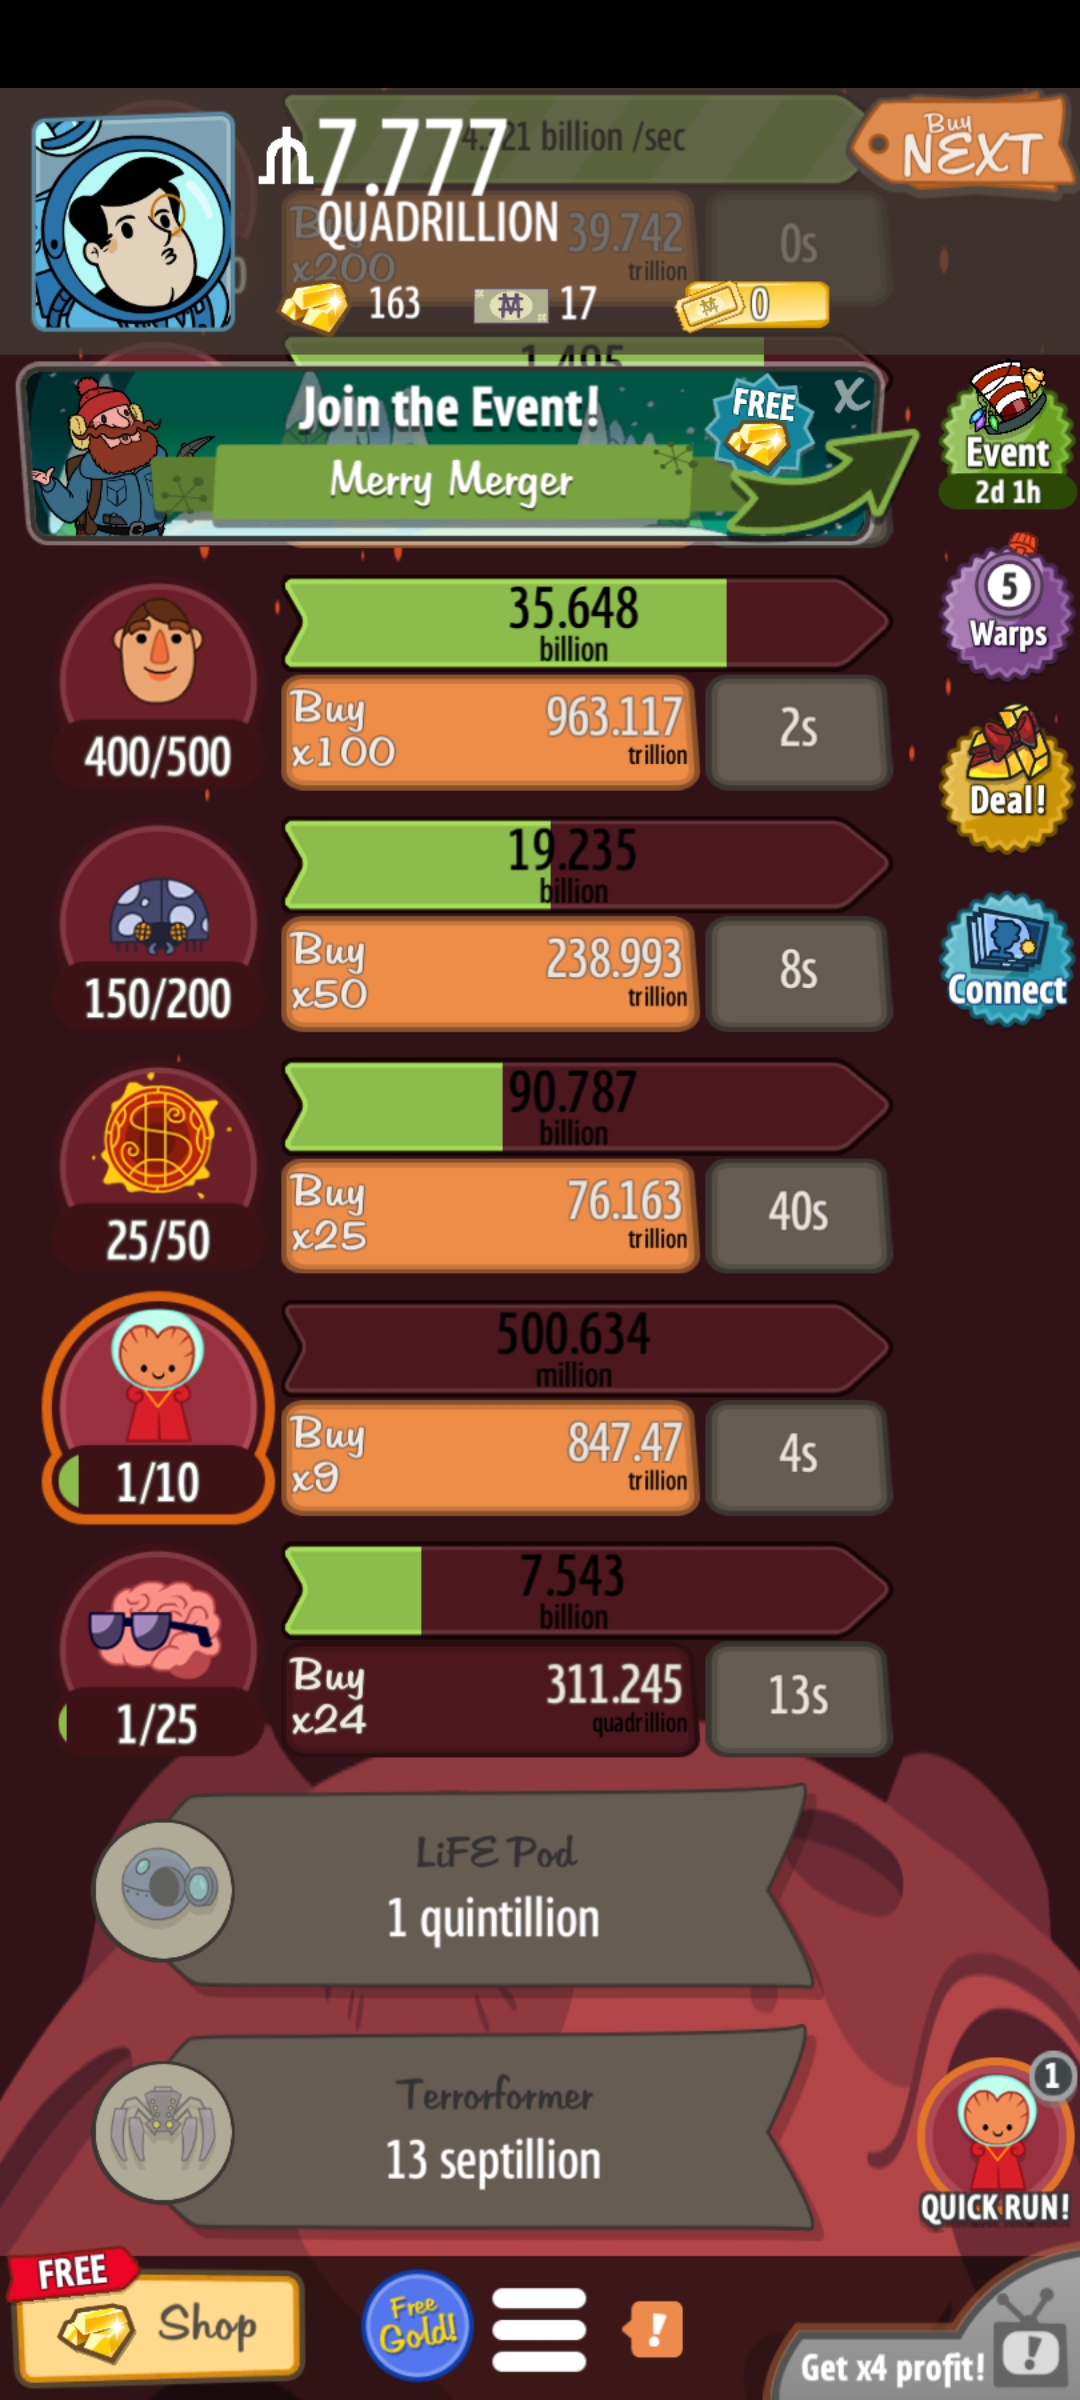 4.321 billion /sec
Buy
NEXT
7.777
QUADRILLION
Buy
x200
39.742
trillion
0s
163
17
0
1.495
Join the Event!
FREE
X
Merry Merger
Event
2d 1h
35.648
billion
5
Warps
Buy
x100
963.117
trillion
2s
400/500
Deal!
19.235
billion
Buy
x50
238.993
trillion
8s
150/200
Connect
90.787
billion
Buy
x25
76.163
trillion
40s
25/50
500.634
million
Buy
x9
847.47
trillion
4s
1/10
7.543
billion
Buy
x24
311.245
quadrillion
13s
1/25
LiFE Pod
1 quintillion
Terrorformer
13 septillion
1
QUICK RUN!
FREE
Shop
Free
Gold!
!
Get x4 profit!
!